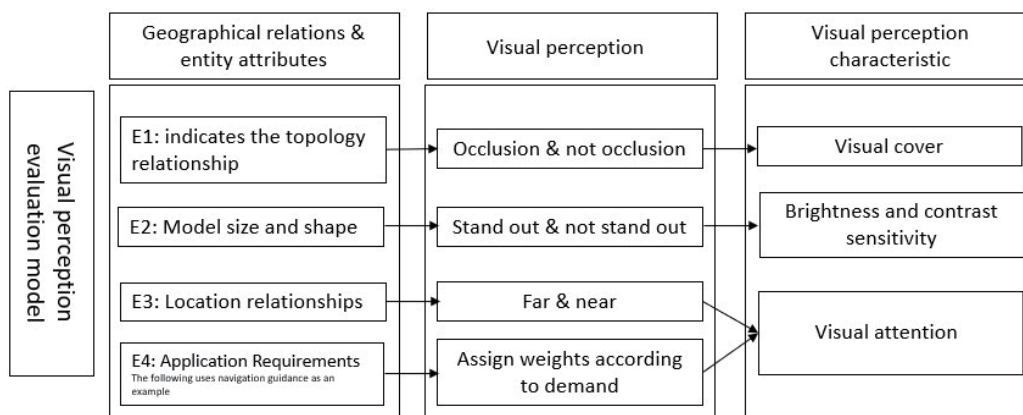 Visual perception
evaluation model
Geographical relations &
entity attributes
Visual perception
Visual perception
characteristic
E1: indicates the topology
relationship
Occlusion & not occlusion
Visual cover
E2: Model size and shape
Stand out & not stand out
Brightness and contrast
sensitivity
E3: Location relationships
Far & near
Visual attention
E4: Application Requirements
The following uses navigation guidance as an
example
Assign weights according
to demand